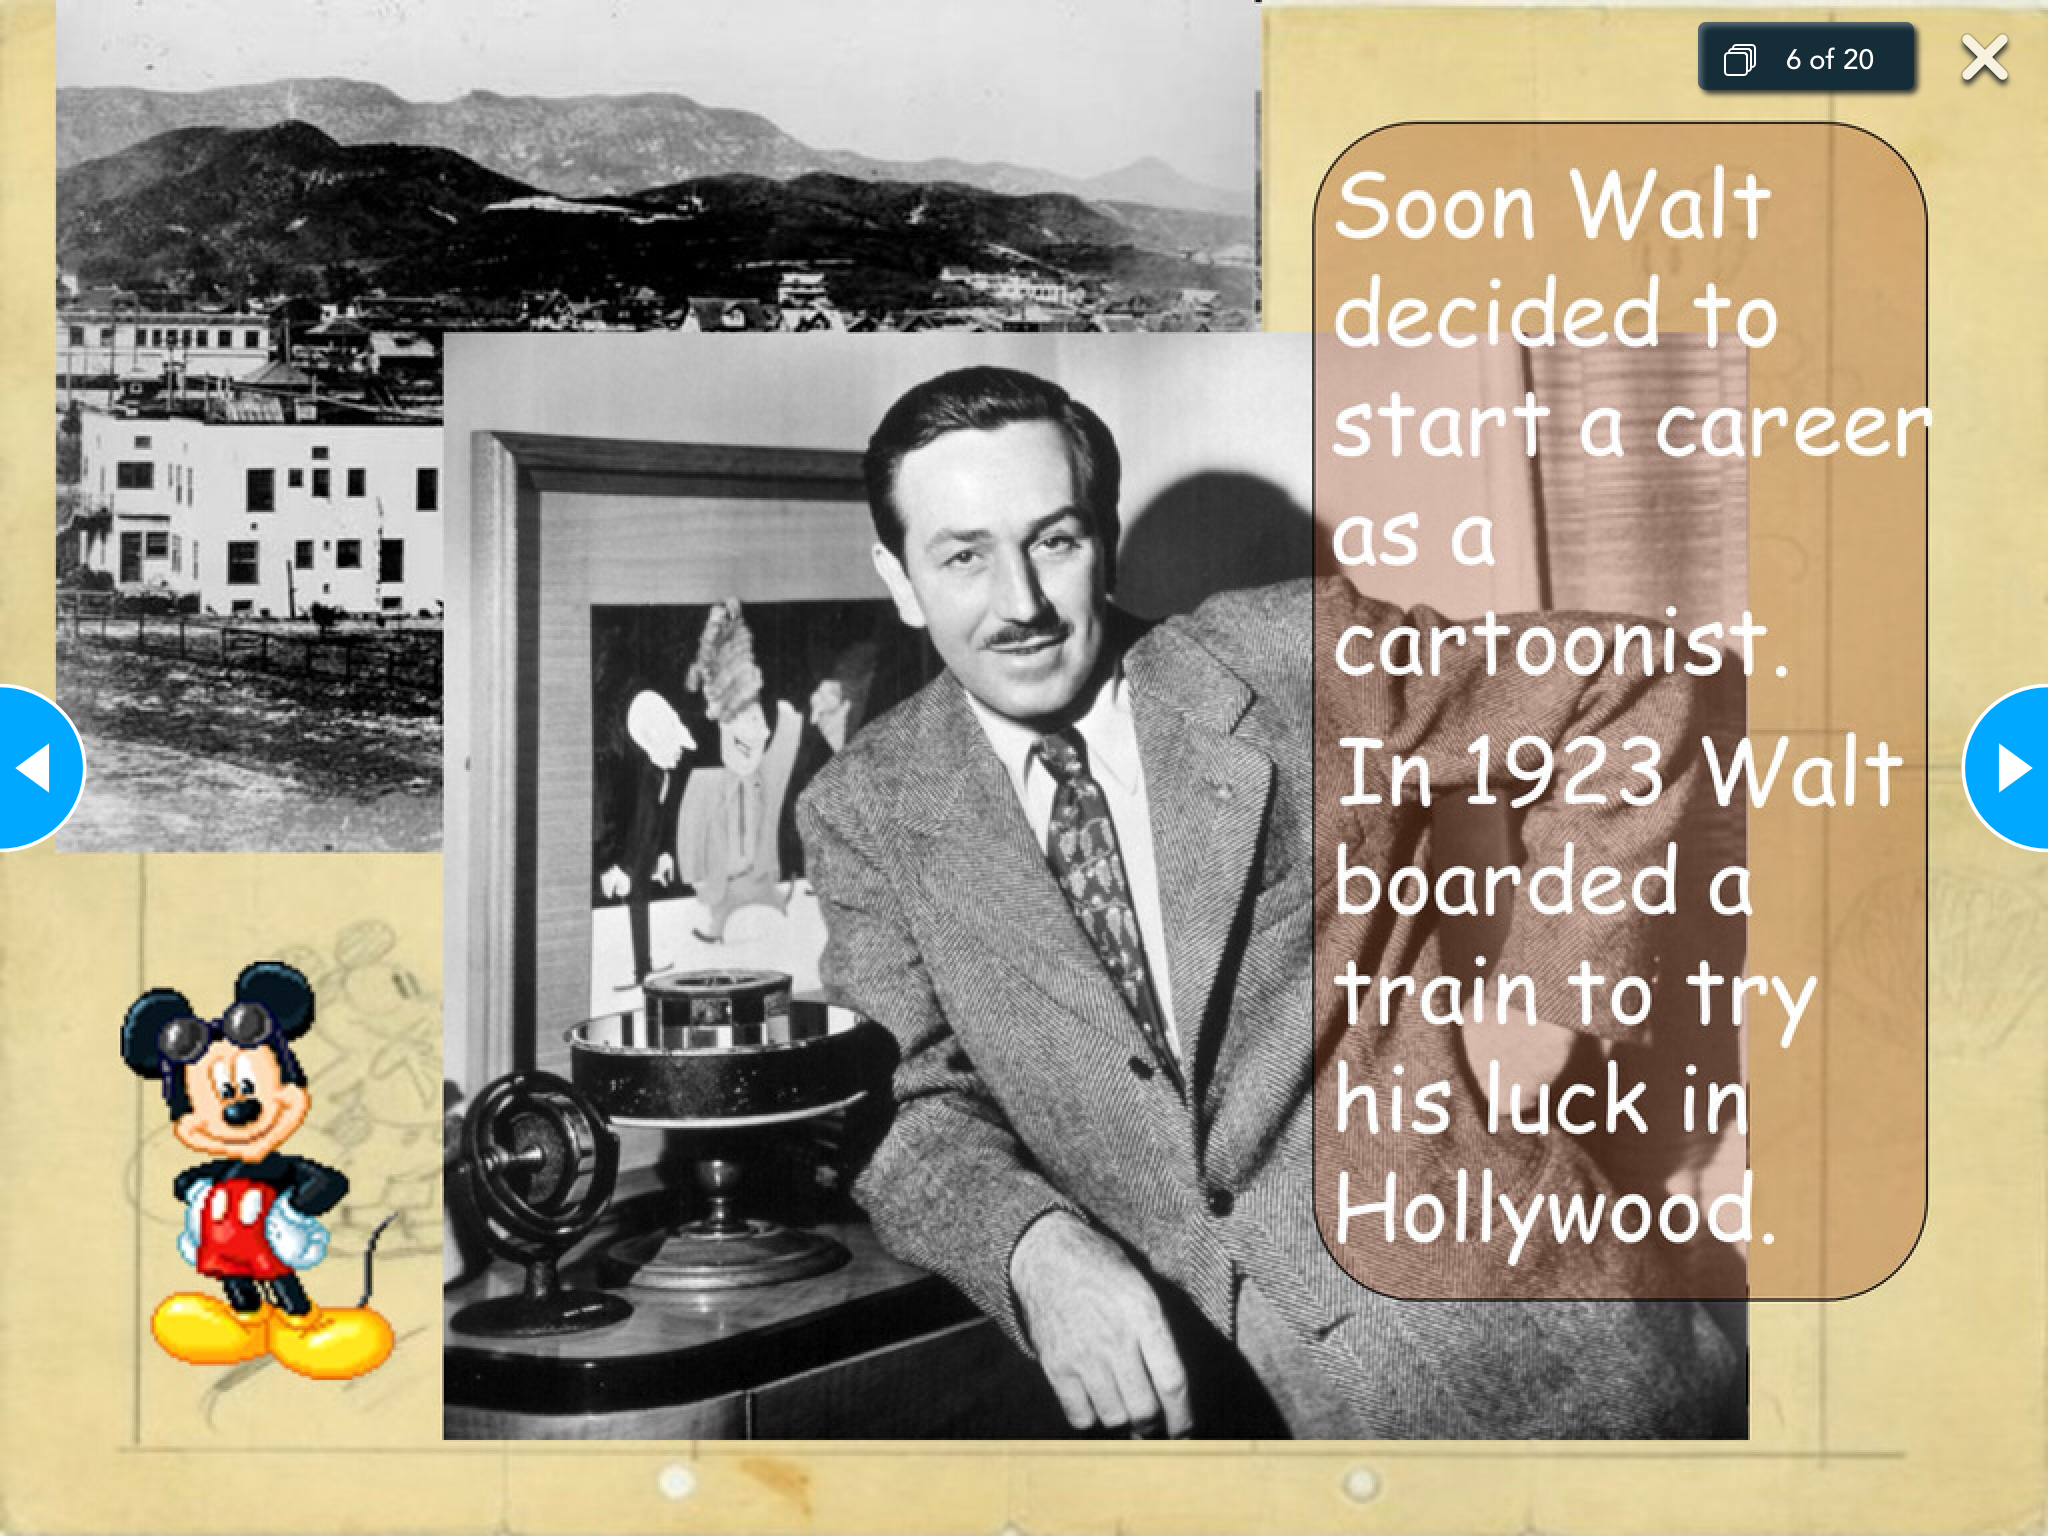 6 of 20
Soon Walt
decided to
start a career
as a
cartoonist.
In 1923 Walt
boarded a
train to try
his luck in
Hollywood.